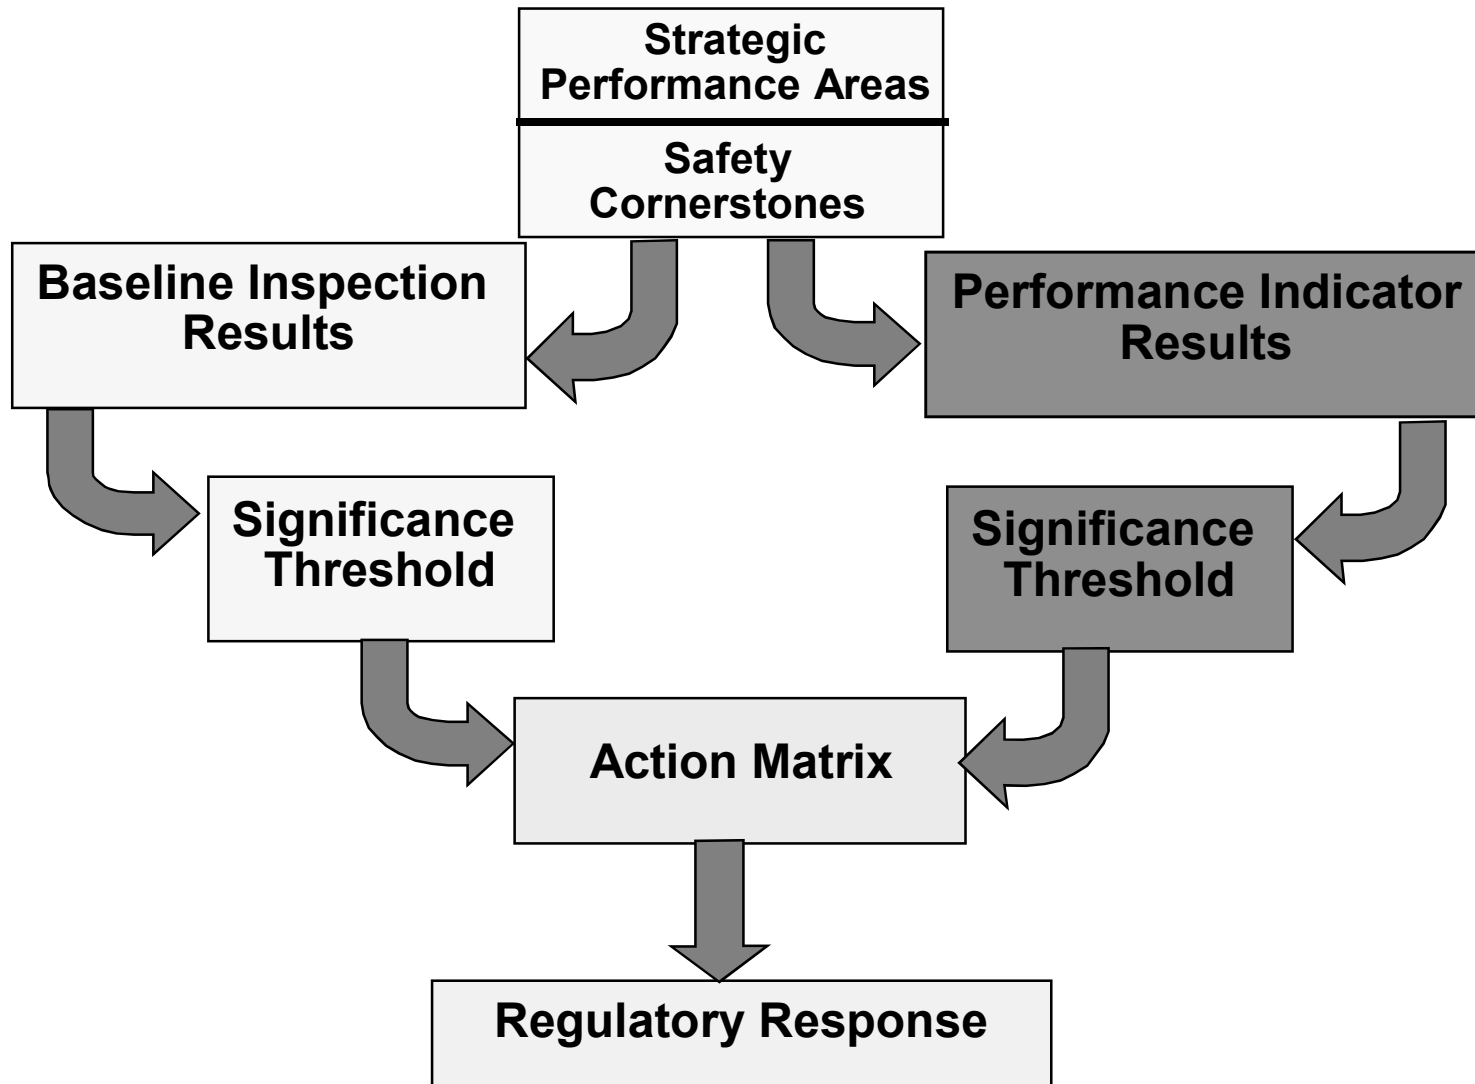 Strategic
Performance Areas
Safety
Cornerstones
Baseline Inspection
Results
Performance Indicator
Results
Significance
Threshold
Significance
Threshold
Action Matrix
Regulatory Response